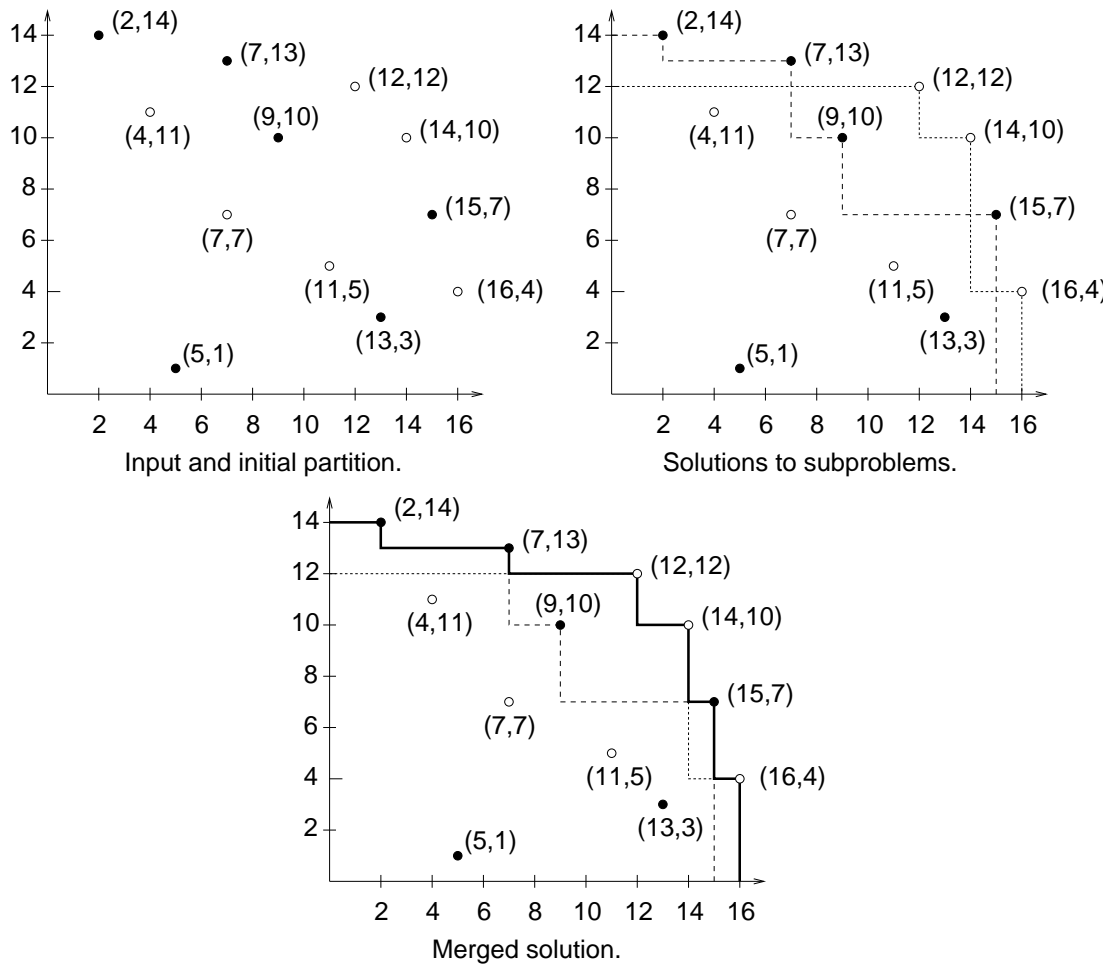 14 (2,14)
(7,13)
12 (12,12)
10 (4,11) (9,10) (14,10)
8
(15,7)
6 (7,7)
4 (11,5) (16,4)
2 (13,3)
(5,1)
2 4 6 8 10 12 14 16
Input and initial partition.
14 (2,14)
(7,13)
12 (12,12)
10 (4,11) (9,10) (14,10)
8
(15,7)
6 (7,7)
4 (11,5) (16,4)
2 (13,3)
(5,1)
2 4 6 8 10 12 14 16
Solutions to subproblems.
14 (2,14)
(7,13)
12 (12,12)
10 (4,11) (9,10) (14,10)
8
(15,7)
6 (7,7)
4 (11,5) (16,4)
2 (13,3)
(5,1)
2 4 6 8 10 12 14 16
Merged solution.